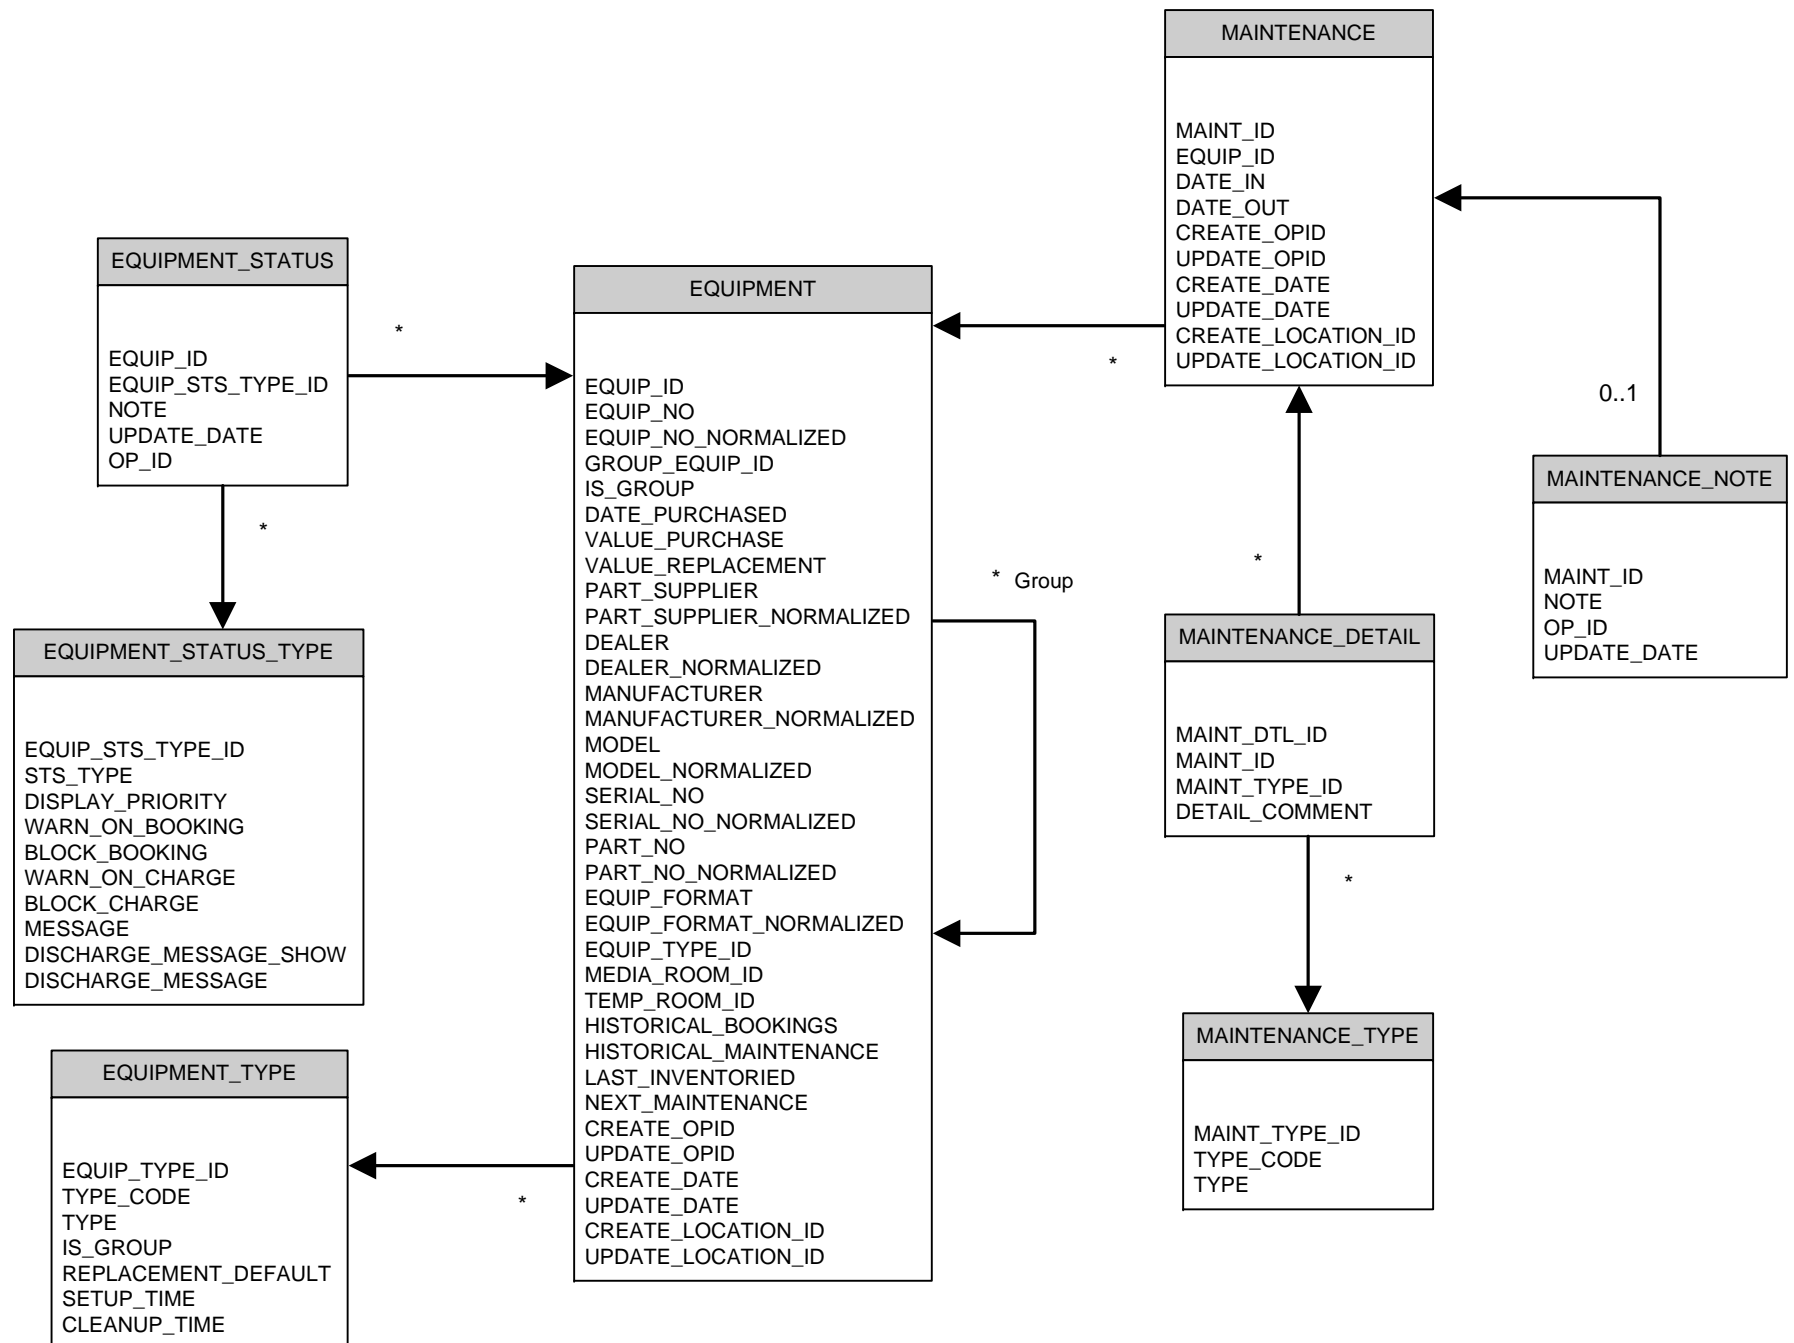 MAINTENANCE
MAINT_ID
EQUIP_ID
DATE_IN
DATE_OUT
CREATE_OPID
UPDATE_OPID
CREATE_DATE
UPDATE_DATE
CREATE_LOCATION_ID
UPDATE_LOCATION_ID
EQUIPMENT_STATUS
EQUIP_ID
EQUIP_STS_TYPE_ID
NOTE
UPDATE_DATE
OP_ID
*
*
EQUIPMENT
EQUIP_ID
EQUIP_NO
EQUIP_NO_NORMALIZED
GROUP_EQUIP_ID
IS_GROUP
DATE_PURCHASED
VALUE_PURCHASE
VALUE_REPLACEMENT
PART_SUPPLIER
PART_SUPPLIER_NORMALIZED
DEALER
DEALER_NORMALIZED
MANUFACTURER
MANUFACTURER_NORMALIZED
MODEL
MODEL_NORMALIZED
SERIAL_NO
SERIAL_NO_NORMALIZED
PART_NO
PART_NO_NORMALIZED
EQUIP_FORMAT
EQUIP_FORMAT_NORMALIZED
EQUIP_TYPE_ID
MEDIA_ROOM_ID
TEMP_ROOM_ID
HISTORICAL_BOOKINGS
HISTORICAL_MAINTENANCE
LAST_INVENTORIED
NEXT_MAINTENANCE
CREATE_OPID
UPDATE_OPID
CREATE_DATE
UPDATE_DATE
CREATE_LOCATION_ID
UPDATE_LOCATION_ID
*
0..1
MAINTENANCE_NOTE
MAINT_ID
NOTE
OP_ID
UPDATE_DATE
* Group
*
MAINTENANCE_DETAIL
MAINT_DTL_ID
MAINT_ID
MAINT_TYPE_ID
DETAIL_COMMENT
*
EQUIPMENT_STATUS_TYPE
EQUIP_STS_TYPE_ID
STS_TYPE
DISPLAY_PRIORITY
WARN_ON_BOOKING
BLOCK_BOOKING
WARN_ON_CHARGE
BLOCK_CHARGE
MESSAGE
DISCHARGE_MESSAGE_SHOW
DISCHARGE_MESSAGE
MAINTENANCE_TYPE
MAINT_TYPE_ID
TYPE_CODE
TYPE
EQUIPMENT_TYPE
EQUIP_TYPE_ID
TYPE_CODE
TYPE
IS_GROUP
REPLACEMENT_DEFAULT
SETUP_TIME
CLEANUP_TIME
*